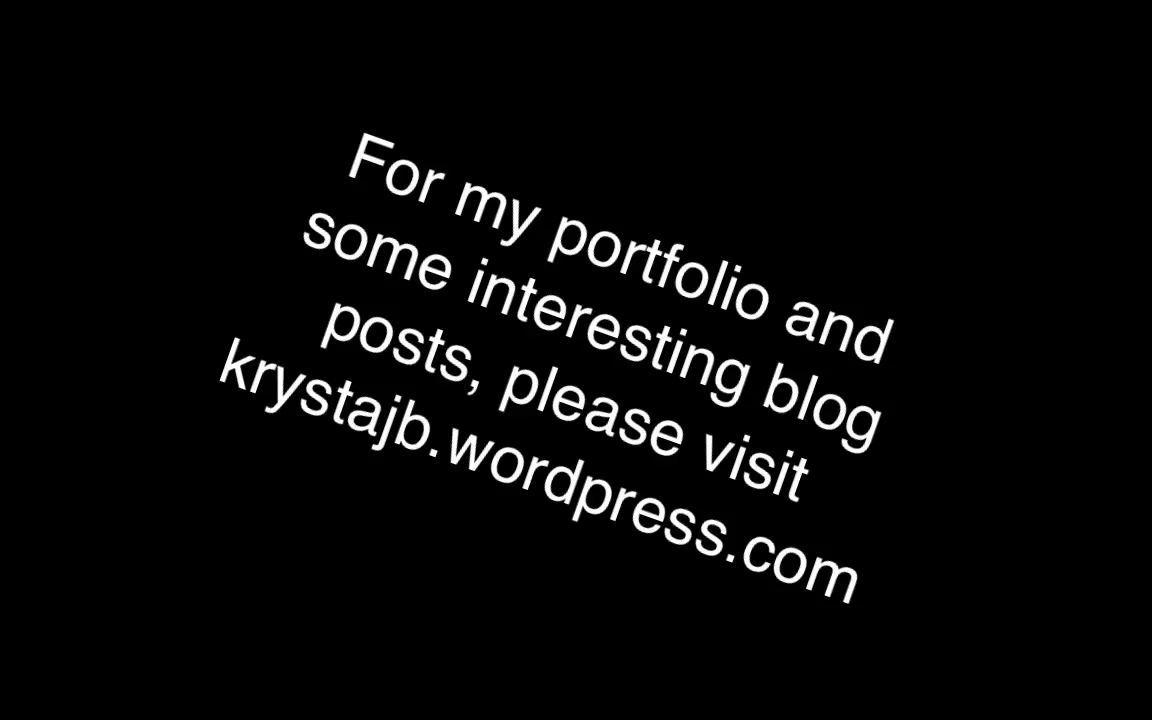 For my portfolio and
some interesting blog
posts, please visit
krystajb.wordpress.com